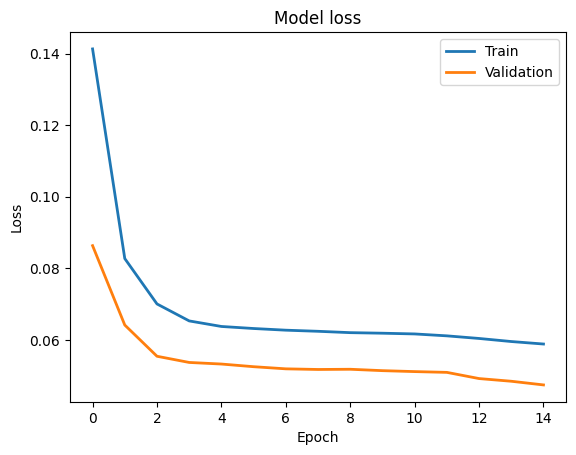 Model loss
Train
Validation
0.14
0.12
0.10
0.08
0.06
Loss
0 2 4 6 8 10 12 14
Epoch